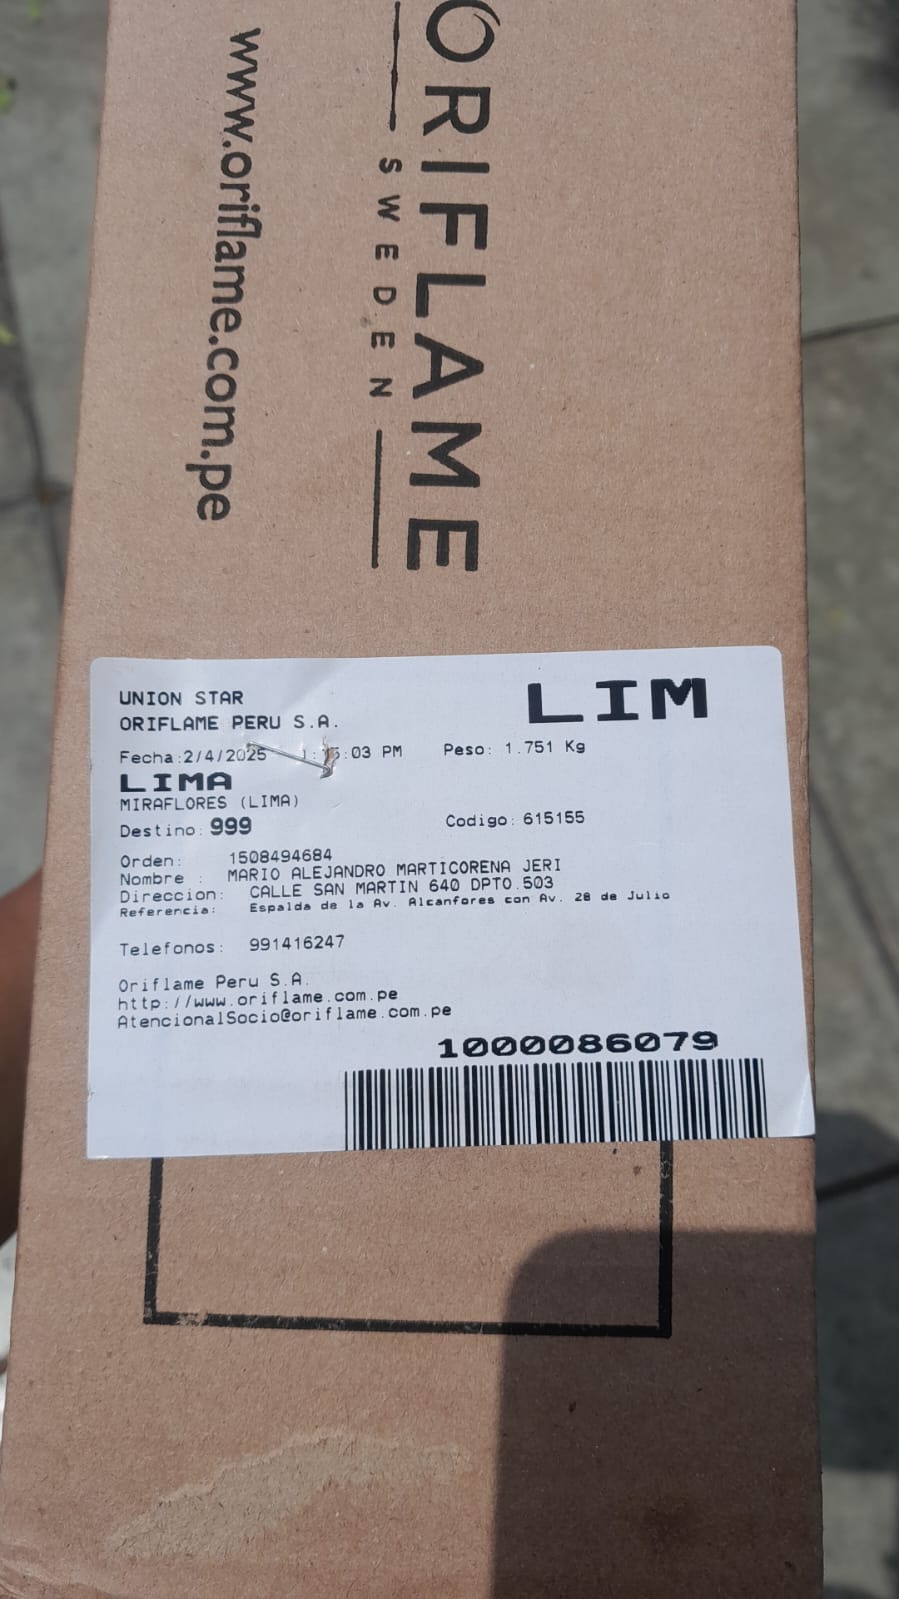 www.oriflame.com.pe
ORIFLAME
SWEDEN
UNION STAR
LIM
ORIFLAME PERU S.A.
Fecha:2/4/2025 :03 PM Peso: 1.751 Kg
LIMA
MIRAFLORES (LIMA)
Destino: 999 Codigo: 615155
Orden: 1508494684
Nombre : MARIO ALEJANDRO MARTICORENA JERI
Direccion: CALLE SAN MARTIN 640 DPTO.503
Referencia: Espalda de la Av. Alcanfores con Av. 28 de Julio
Telefonos: 991416247
Oriflame Peru S.A.
http://www.oriflame.com.pe
AtencionalSocio@oriflame.com.pe
1000086079